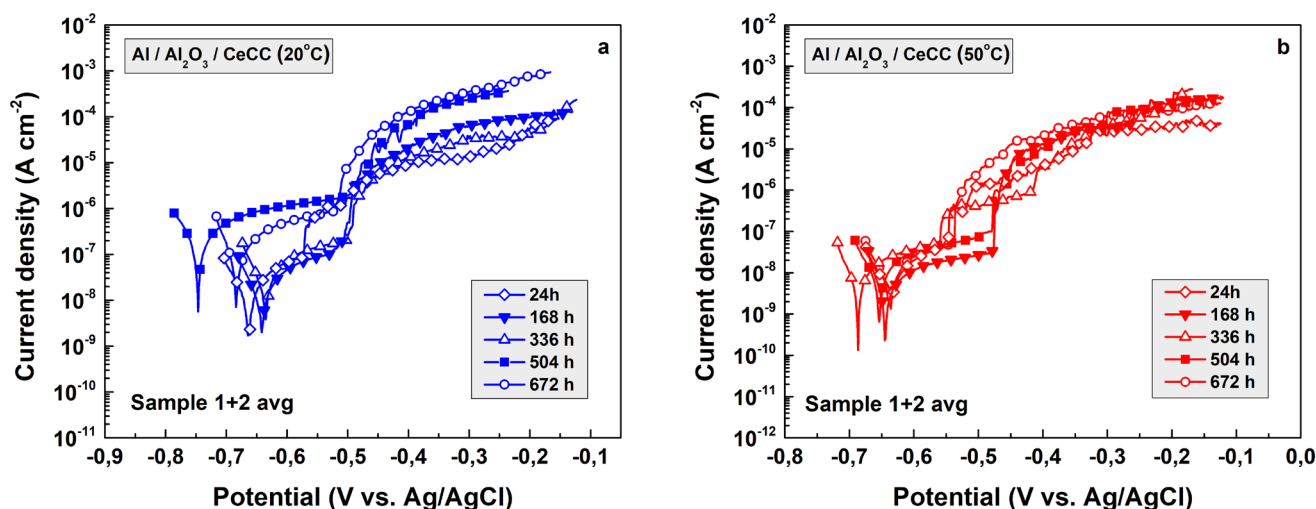 a
Al / Al₂O₃ / CeCC (20°C)
10⁻²
10⁻³
10⁻⁴
10⁻⁵
10⁻⁶
10⁻⁷
10⁻⁸
10⁻⁹
10⁻¹⁰
10⁻¹¹
Current density (A cm⁻²)
24h
168 h
336 h
504 h
672 h
Sample 1+2 avg
-0,9 -0,8 -0,7 -0,6 -0,5 -0,4 -0,3 -0,2 -0,1
Potential (V vs. Ag/AgCl)
b
Al / Al₂O₃ / CeCC (50°C)
10⁻²
10⁻³
10⁻⁴
10⁻⁵
10⁻⁶
10⁻⁷
10⁻⁸
10⁻⁹
10⁻¹⁰
10⁻¹¹
10⁻¹²
Current density (A cm⁻²)
24h
168 h
336 h
504 h
672 h
Sample 1+2 avg
-0,8 -0,7 -0,6 -0,5 -0,4 -0,3 -0,2 -0,1 0,0
Potential (V vs. Ag/AgCl)